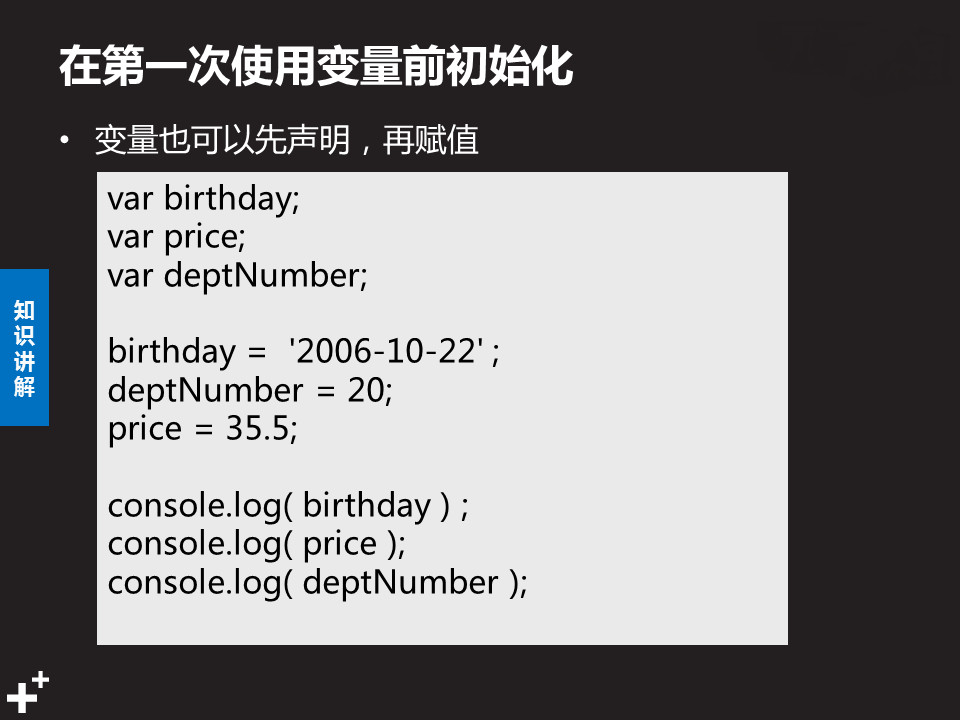 在第一次使用变量前初始化
• 变量也可以先声明，再赋值
var birthday;
var price;
var deptNumber;
birthday =  '2006-10-22' ;
deptNumber = 20;
price = 35.5;
console.log( birthday ) ;
console.log( price );
console.log( deptNumber );
知
识
讲
解